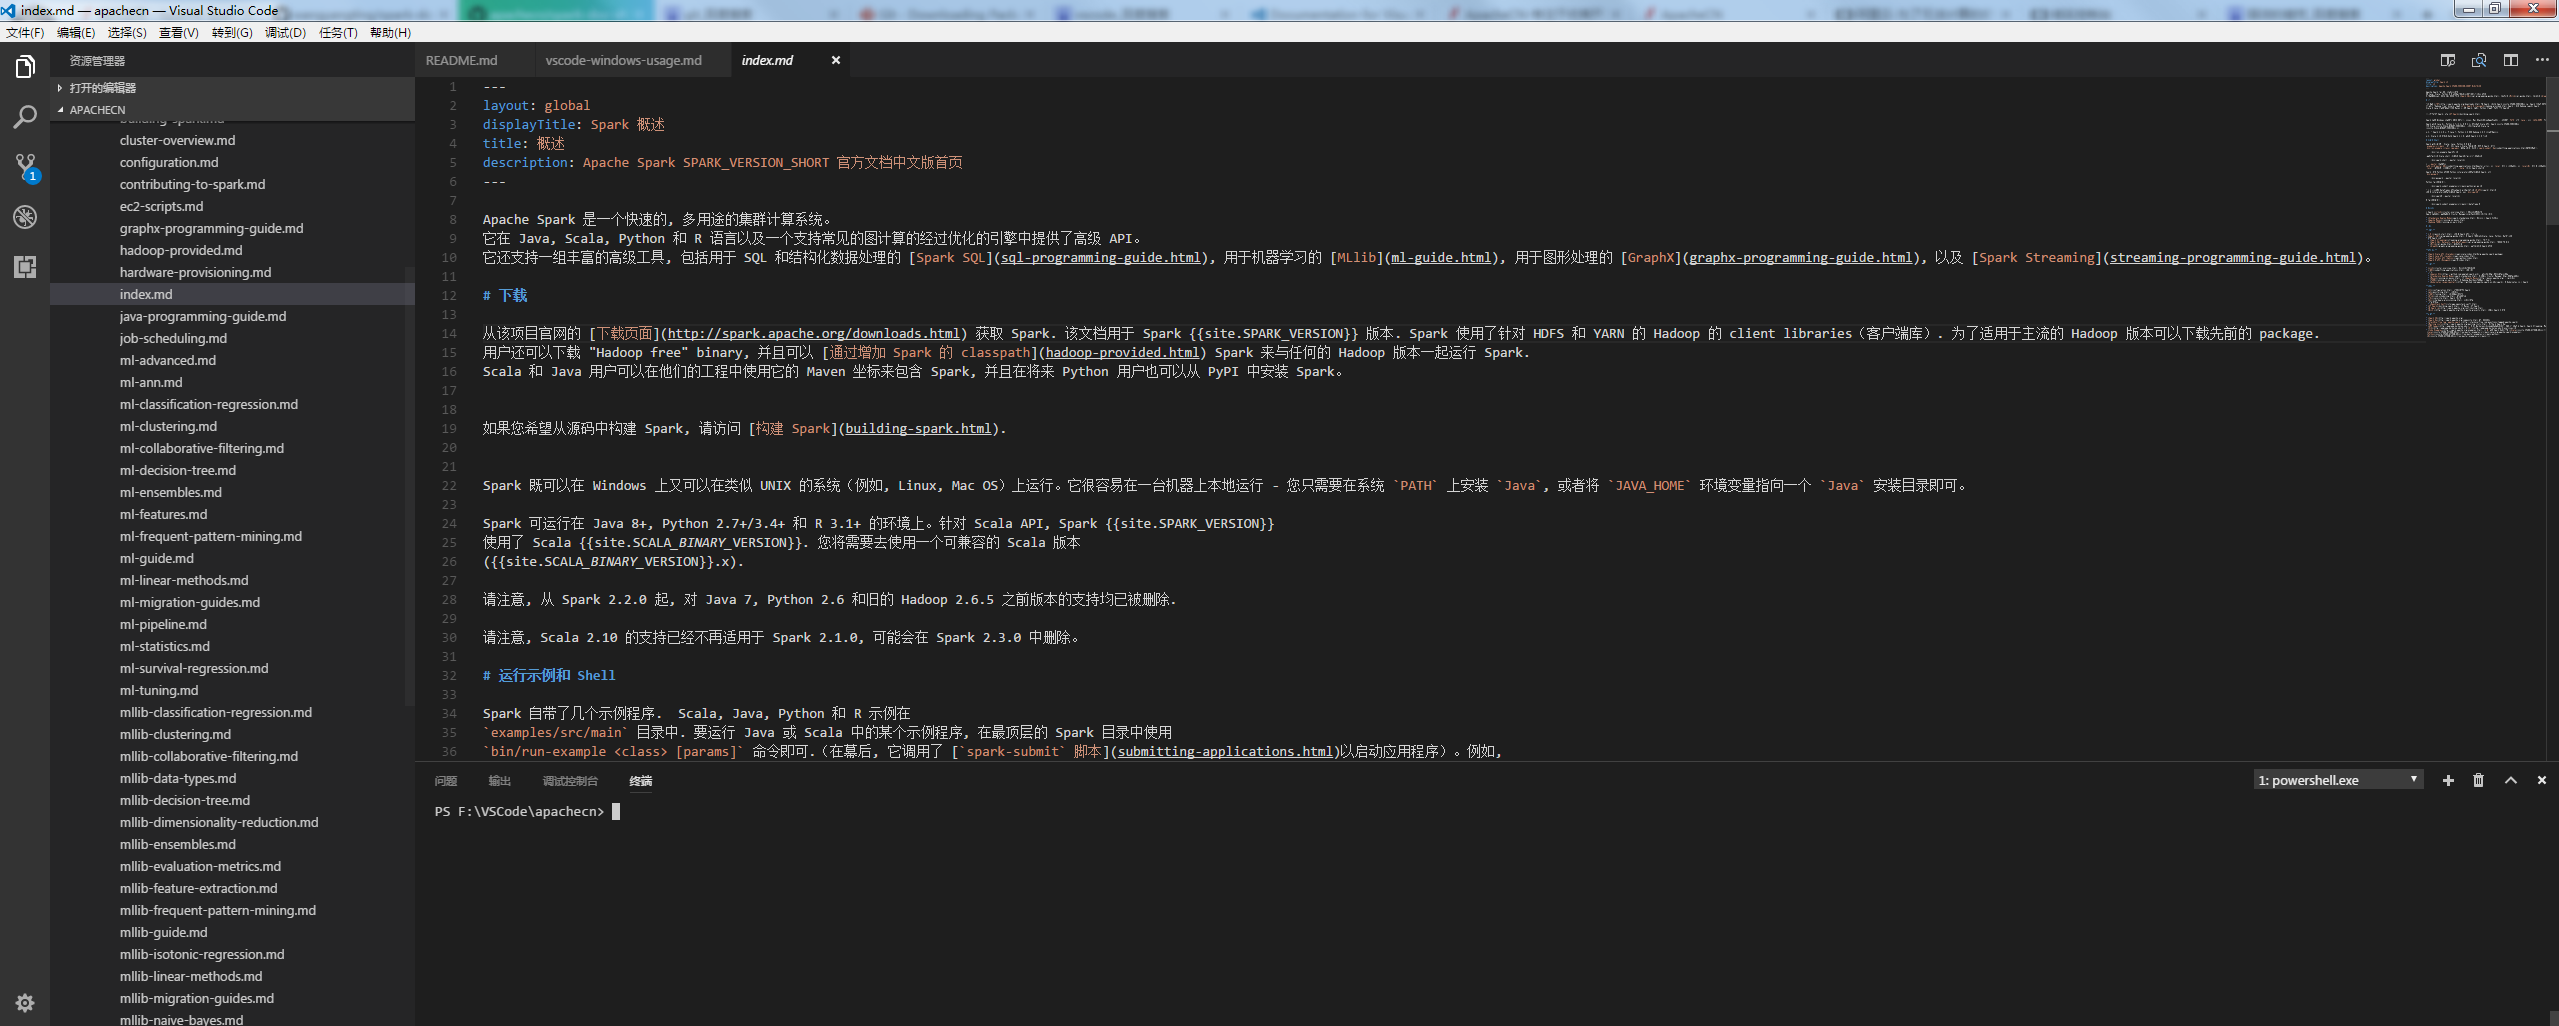 index.md — apachecn — Visual Studio Code
文件(F) 编辑(E) 选择(S) 查看(V) 转到(G) 调试(D) 任务(T) 帮助(H)
资源管理器
打开的编辑器
APACHECN
building-spark.md
cluster-overview.md
configuration.md
contributing-to-spark.md
ec2-scripts.md
graphx-programming-guide.md
hadoop-provided.md
hardware-provisioning.md
index.md
java-programming-guide.md
job-scheduling.md
ml-advanced.md
ml-ann.md
ml-classification-regression.md
ml-clustering.md
ml-collaborative-filtering.md
ml-decision-tree.md
ml-ensembles.md
ml-features.md
ml-frequent-pattern-mining.md
ml-guide.md
ml-linear-methods.md
ml-migration-guides.md
ml-pipeline.md
ml-statistics.md
ml-survival-regression.md
ml-tuning.md
mllib-classification-regression.md
mllib-clustering.md
mllib-collaborative-filtering.md
mllib-data-types.md
mllib-decision-tree.md
mllib-dimensionality-reduction.md
mllib-ensembles.md
mllib-evaluation-metrics.md
mllib-feature-extraction.md
mllib-frequent-pattern-mining.md
mllib-guide.md
mllib-isotonic-regression.md
mllib-linear-methods.md
mllib-migration-guides.md
mllib-naive-bayes.md
1
README.md vscode-windows-usage.md index.md
1 ---
2 layout: global
3 displayTitle: Spark 概述
4 title: 概述
5 description: Apache Spark SPARK_VERSION_SHORT 官方文档中文版首页
6 ---
7
8 Apache Spark 是一个快速的, 多用途的集群计算系统。
9 它在 Java, Scala, Python 和 R 语言以及一个支持常见的图计算的经过优化的引擎中提供了高级 API。
10 它还支持一组丰富的高级工具, 包括用于 SQL 和结构化数据处理的 [Spark SQL](sql-programming-guide.html), 用于机器学习的 [MLlib](ml-guide.html), 用于图形处理的 [GraphX](graphx-programming-guide.html), 以及 [Spark Streaming](streaming-programming-guide.html)。
11
12 # 下载
13
14 从该项目官网的 [下载页面](http://spark.apache.org/downloads.html) 获取 Spark. 该文档用于 Spark {{site.SPARK_VERSION}} 版本. Spark 使用了针对 HDFS 和 YARN 的 Hadoop 的 client libraries（客户端库）. 为了适用于主流的 Hadoop 版本可以下载先前的 package.
15 用户还可以下载 "Hadoop free" binary, 并且可以 [通过增加 Spark 的 classpath](hadoop-provided.html) Spark 来与任何的 Hadoop 版本一起运行 Spark.
16 Scala 和 Java 用户可以在他们的工程中使用它的 Maven 坐标来包含 Spark, 并且在将来 Python 用户也可以从 PyPI 中安装 Spark。
17
18
19 如果您希望从源码中构建 Spark, 请访问 [构建 Spark](building-spark.html).
20
21
22 Spark 既可以在 Windows 上又可以在类似 UNIX 的系统（例如, Linux, Mac OS）上运行。它很容易在一台机器上本地运行 - 您只需要在系统 `PATH` 上安装 `Java`, 或者将 `JAVA_HOME` 环境变量指向一个 `Java` 安装目录即可。
23
24 Spark 可运行在 Java 8+, Python 2.7+/3.4+ 和 R 3.1+ 的环境上。针对 Scala API, Spark {{site.SPARK_VERSION}}
25 使用了 Scala {{site.SCALA_BINARY_VERSION}}. 您将需要去使用一个可兼容的 Scala 版本
26 ({{site.SCALA_BINARY_VERSION}}.x).
27
28 请注意, 从 Spark 2.2.0 起, 对 Java 7, Python 2.6 和旧的 Hadoop 2.6.5 之前版本的支持均已被删除.
29
30 请注意, Scala 2.10 的支持已经不再适用于 Spark 2.1.0, 可能会在 Spark 2.3.0 中删除。
31
32 # 运行示例和 Shell
33
34 Spark 自带了几个示例程序.  Scala, Java, Python 和 R 示例在
35 `examples/src/main` 目录中. 要运行 Java 或 Scala 中的某个示例程序, 在最顶层的 Spark 目录中使用
36 `bin/run-example <class> [params]` 命令即可.（在幕后, 它调用了 [`spark-submit` 脚本](submitting-applications.html)以启动应用程序）。例如,
问题 输出 调试控制台 终端
1: powershell.exe
PS F:\VSCode\apachecn>